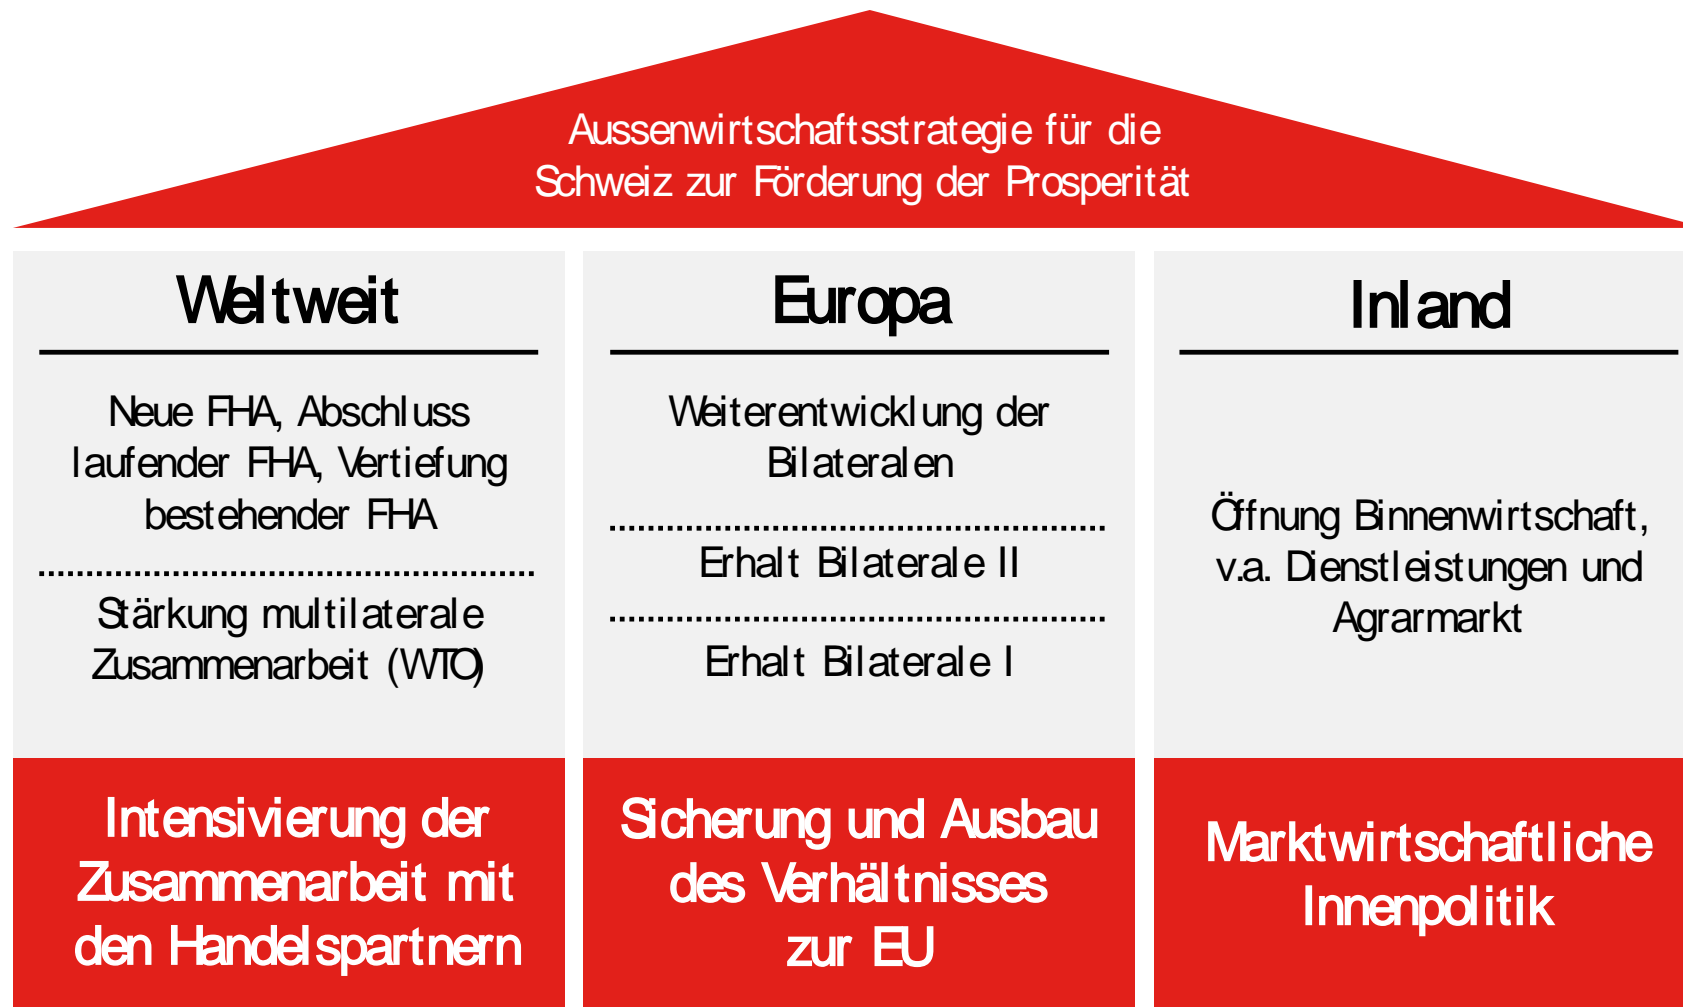 Aussenwirtschaftsstrategie für die
Schweiz zur Förderung der Prosperität
Weltweit
Neue FHA, Abschluss
laufender FHA, Vertiefung
bestehender FHA
Stärkung multilaterale
Zusammenarbeit (WTO)
Intensivierung der
Zusammenarbeit mit
den Handelspartnern
Europa
Weiterentwicklung der
Bilateralen
Erhalt Bilaterale II
Erhalt Bilaterale I
Sicherung und Ausbau
des Verhältnisses
zur EU
Inland
Öffnung Binnenwirtschaft,
v.a. Dienstleistungen und
Agrarmarkt
Marktwirtschaftliche
Innenpolitik